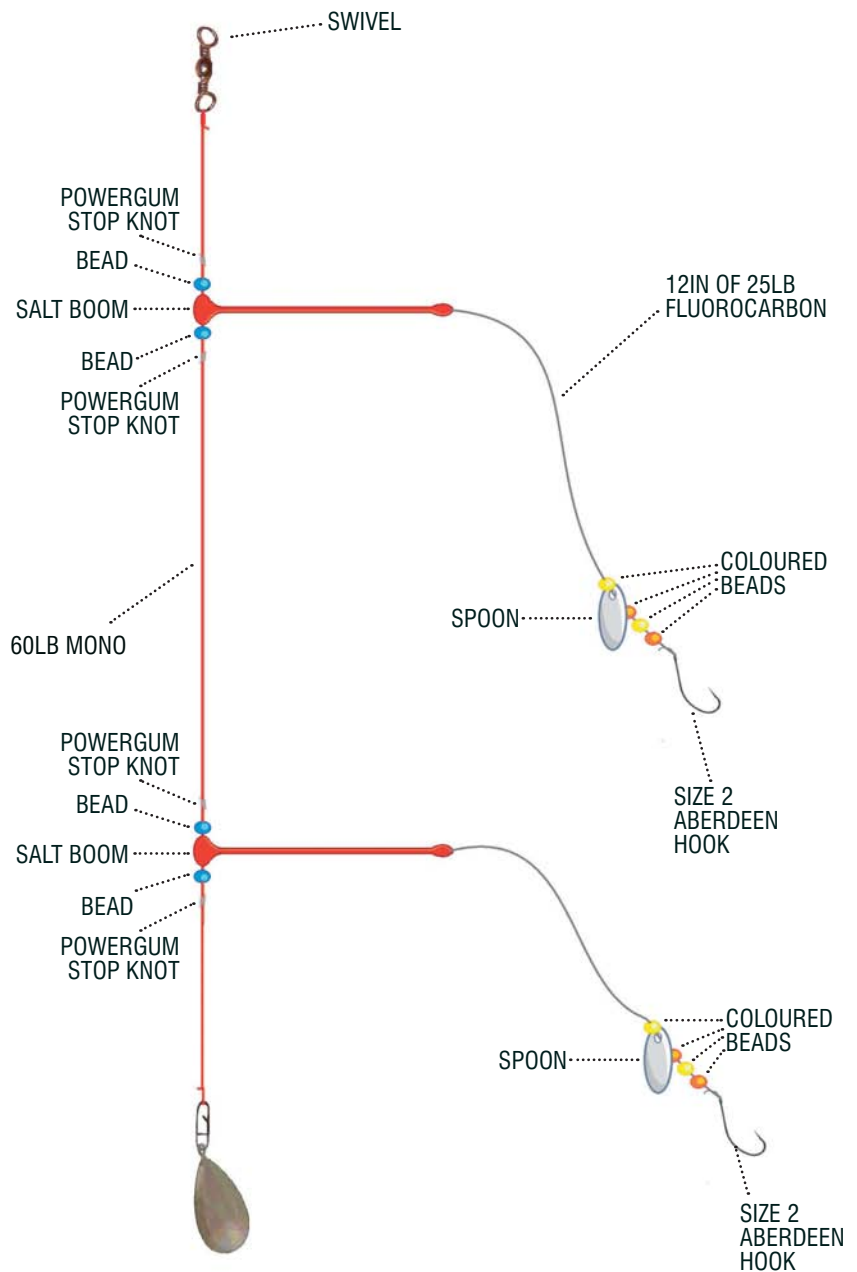 SWIVEL
POWERGUM
STOP KNOT
BEAD
SALT BOOM
BEAD
POWERGUM
STOP KNOT
12IN OF 25LB
FLUOROCARBON
COLOURED
BEADS
SPOON
60LB MONO
SIZE 2
ABERDEEN
HOOK
POWERGUM
STOP KNOT
BEAD
SALT BOOM
BEAD
POWERGUM
STOP KNOT
COLOURED
BEADS
SPOON
SIZE 2
ABERDEEN
HOOK